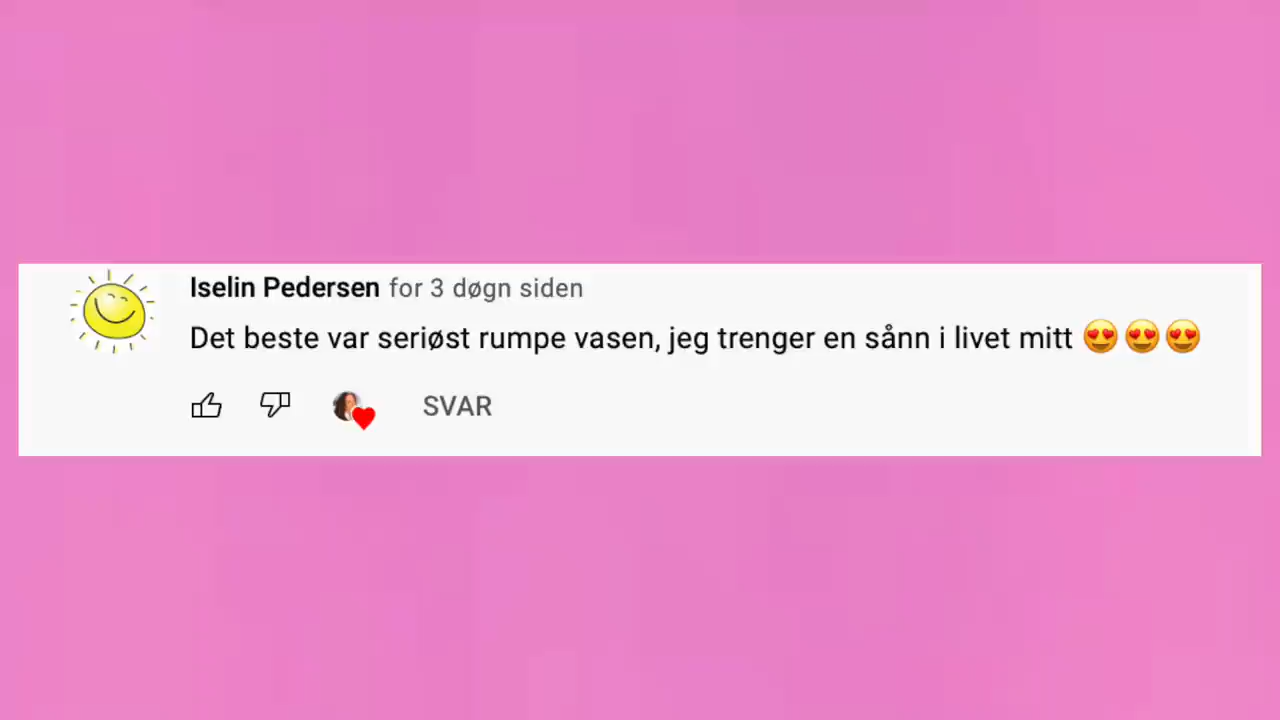 Iselin Pedersen for 3 døgn siden
Det beste var seriøst rumpe vasen, jeg trenger en sånn i livet mitt 😍😍😍
SVAR